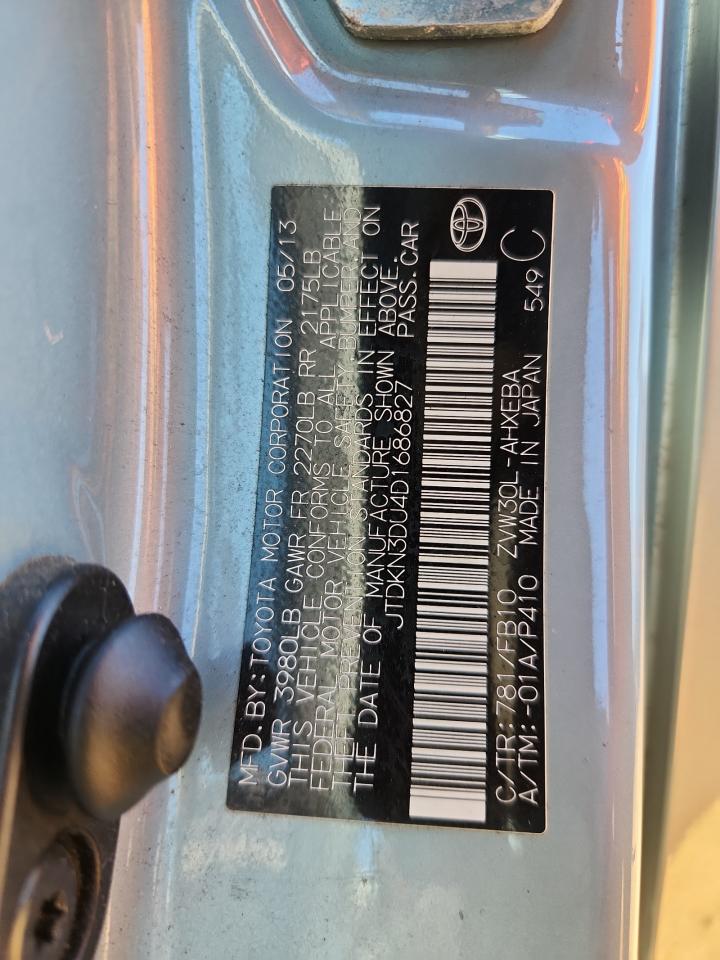 MFD.BY:TOYOTA MOTOR CORPORATION 05/13
GVWR 3980LB GAWR FR 2270LB RR 2175LB
THIS VEHICLE CONFORMS TO ALL APPLICABLE
FEDERAL MOTOR VEHICLE SAFETY, BUMPER,AND
THEFT PREVENTION STANDARDS IN EFFECT ON
THE DATE OF MANUFACTURE SHOWN ABOVE.
JTDKN3DU4D1686827 PASS.CAR
C/TR:781/FB10 ZVW30L-AHXEBA
A/TM:-01A/P410 MADE IN JAPAN 549 C